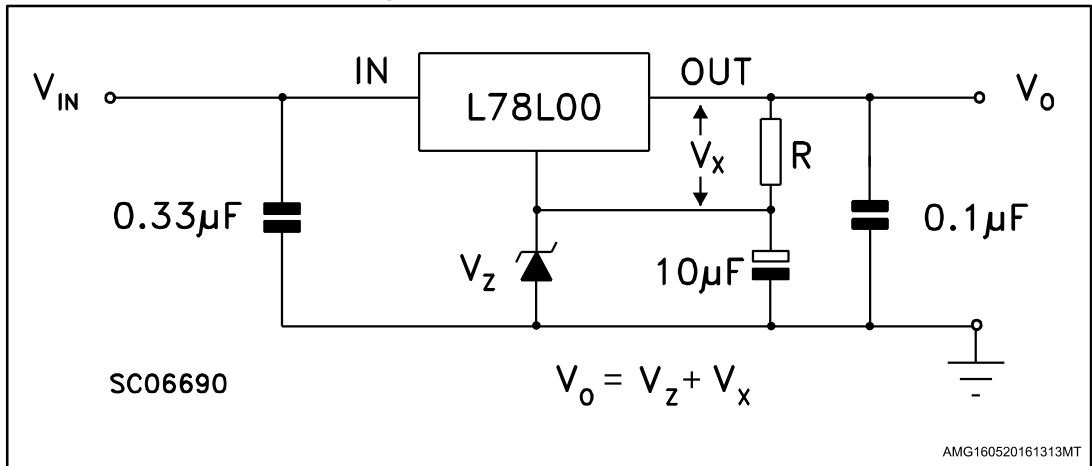 V_IN
IN
L78L00
OUT
V_O
V_X
R
0.33µF
V_Z
10µF
0.1µF
SC06690
V_O = V_Z + V_X
AMG160520161313MT